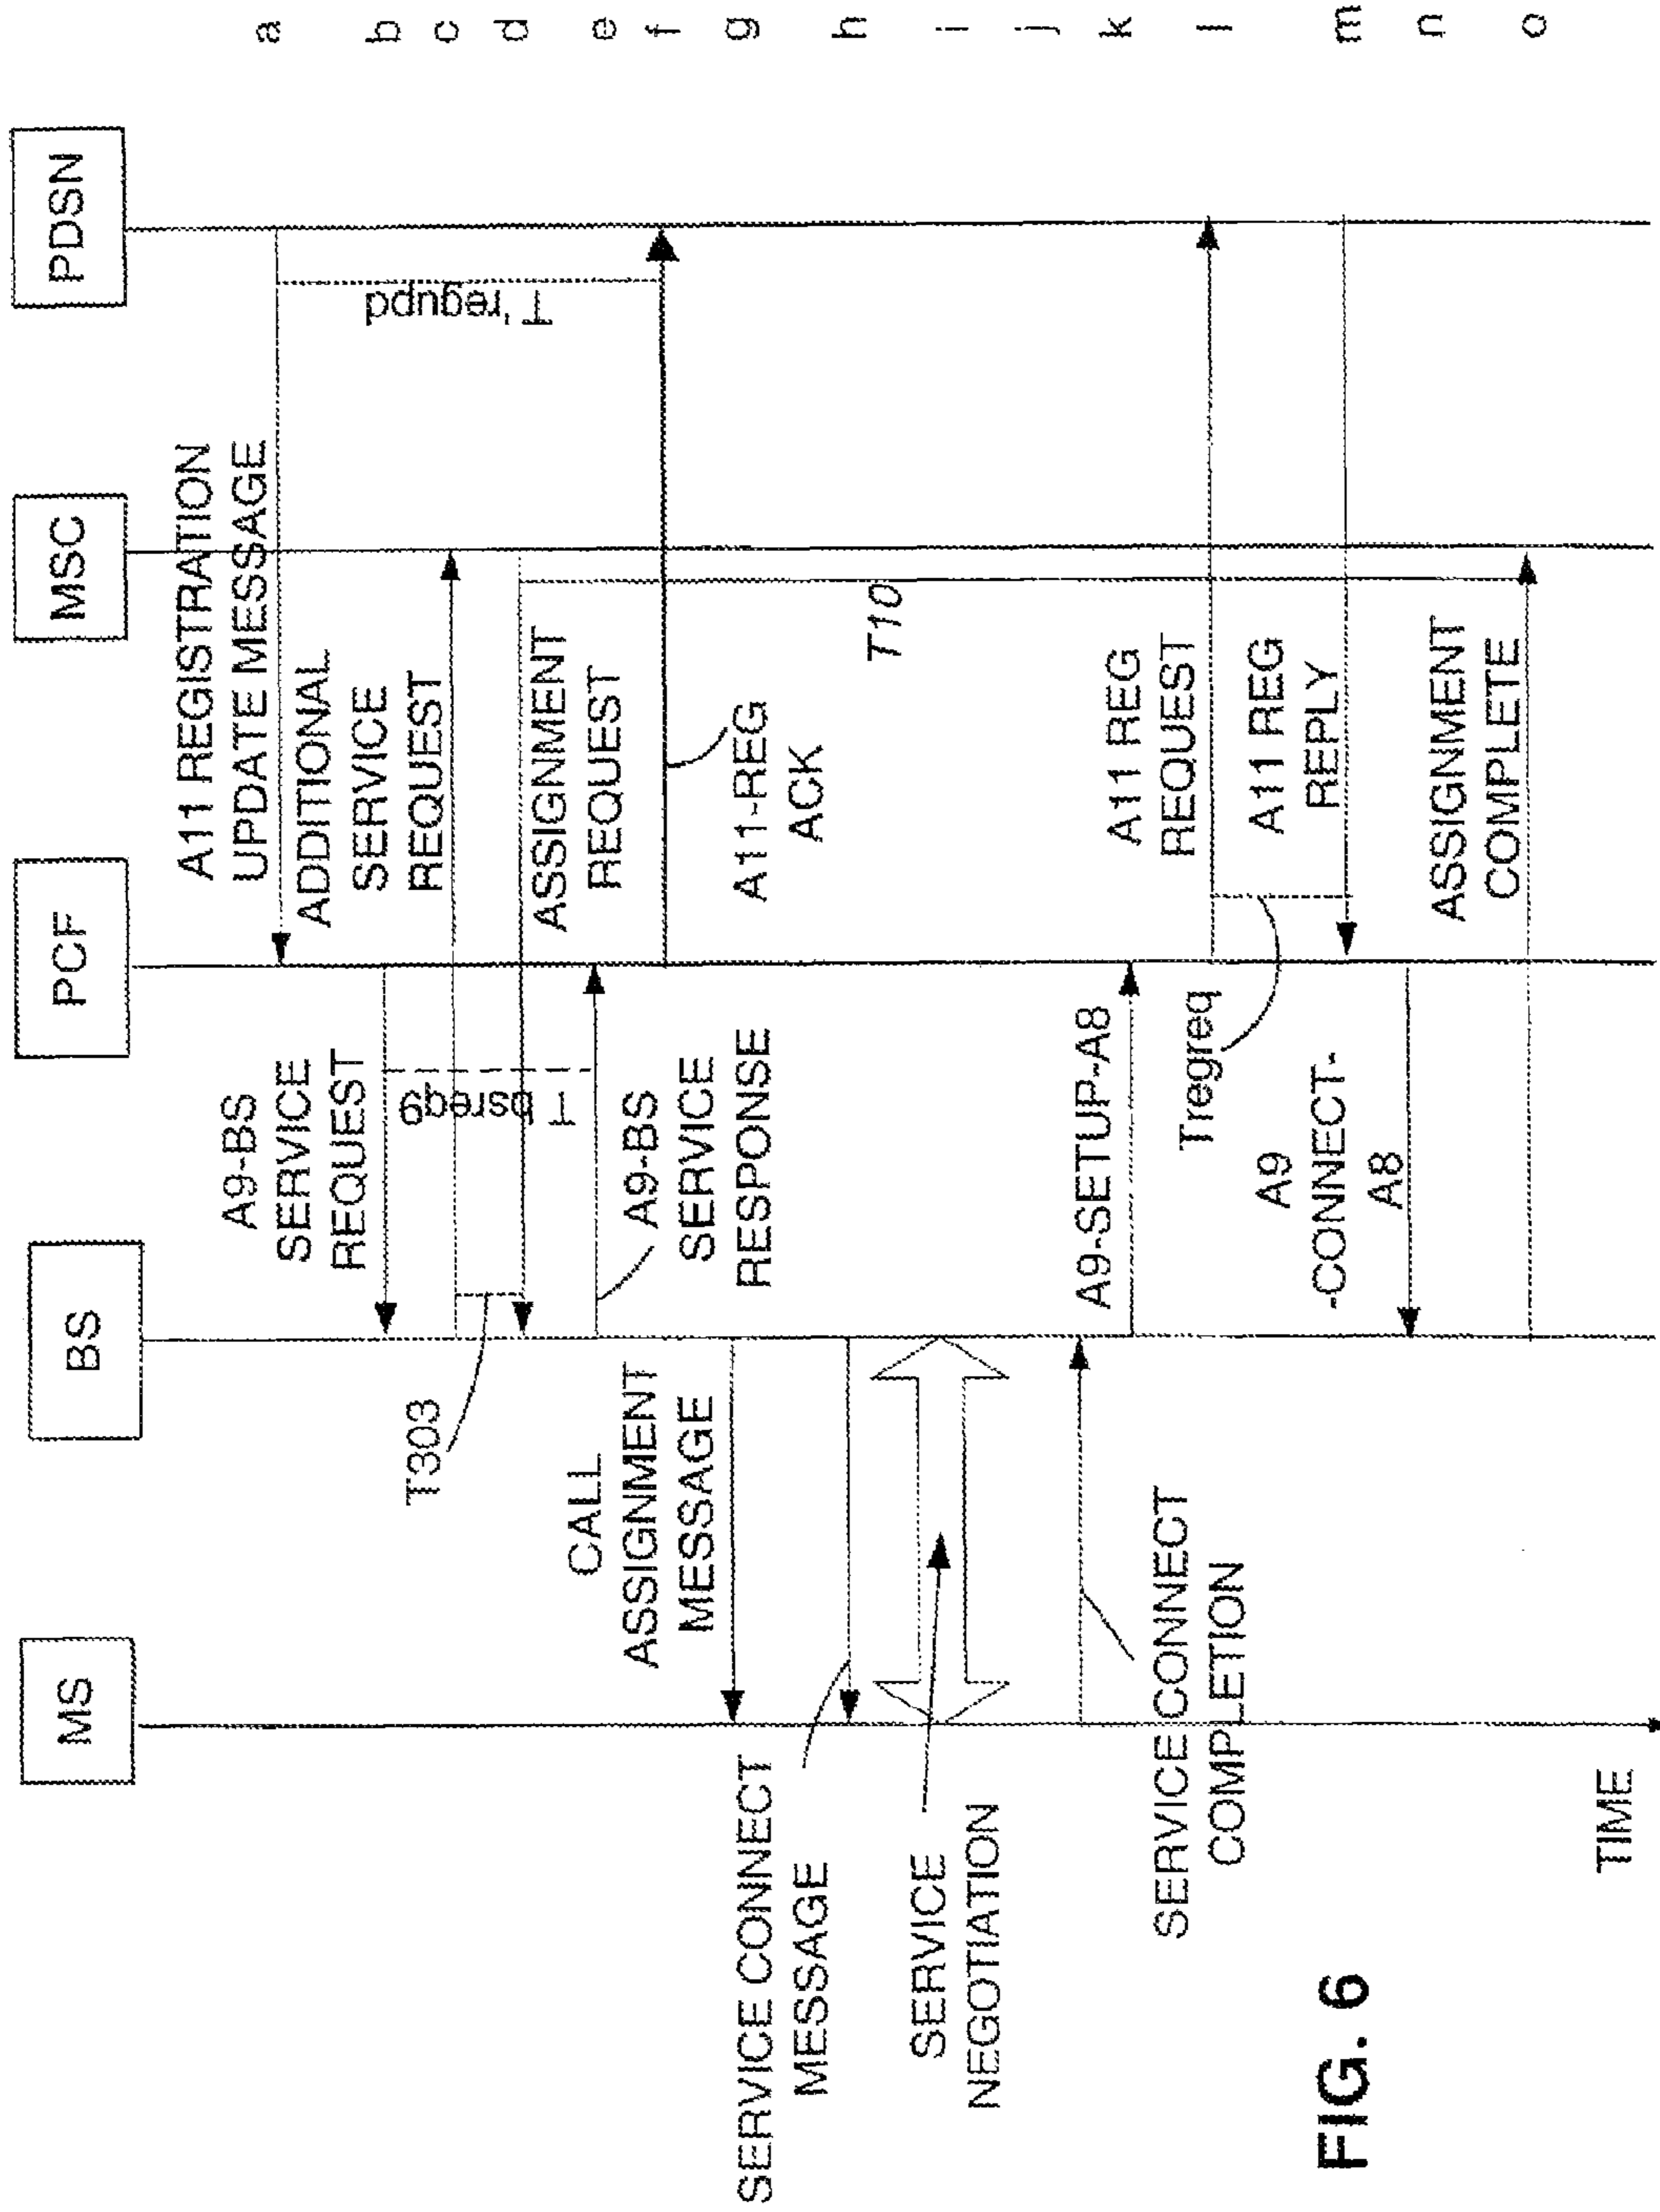 MS
BS
PCF
MSC
PDSN
a
b
c
d
e
f
g
h
i
j
k
l
m
n
o
A11 REGISTRATION
UPDATE MESSAGE
T'regupd
A9-BS
SERVICE
REQUEST
ADDITIONAL
SERVICE
REQUEST
T303
Tbsreq9
ASSIGNMENT
REQUEST
A9-BS
SERVICE
RESPONSE
A11-REG
ACK
T10
CALL
ASSIGNMENT
MESSAGE
SERVICE CONNECT
MESSAGE
SERVICE
NEGOTIATION
SERVICE CONNECT
COMPLETION
A9-SETUP-A8
A11 REG
REQUEST
Tregreq
A11 REG
REPLY
A9
-CONNECT-
A8
ASSIGNMENT
COMPLETE
TIME
FIG. 6